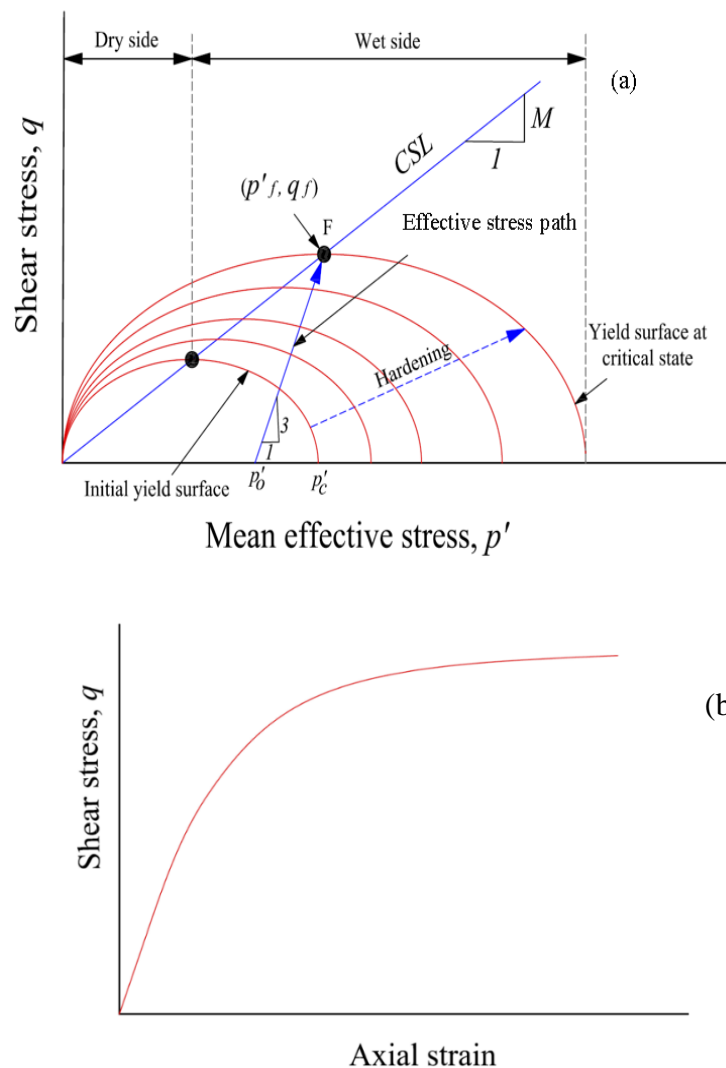 Dry side
Wet side
(a)
M
1
CSL
(p'f, qf)
F
Effective stress path
Shear stress, q
Hardening
Yield surface at
critical state
3
1
Initial yield surface
p'o
p'c
Mean effective stress, p'
Shear stress, q
(b
Axial strain